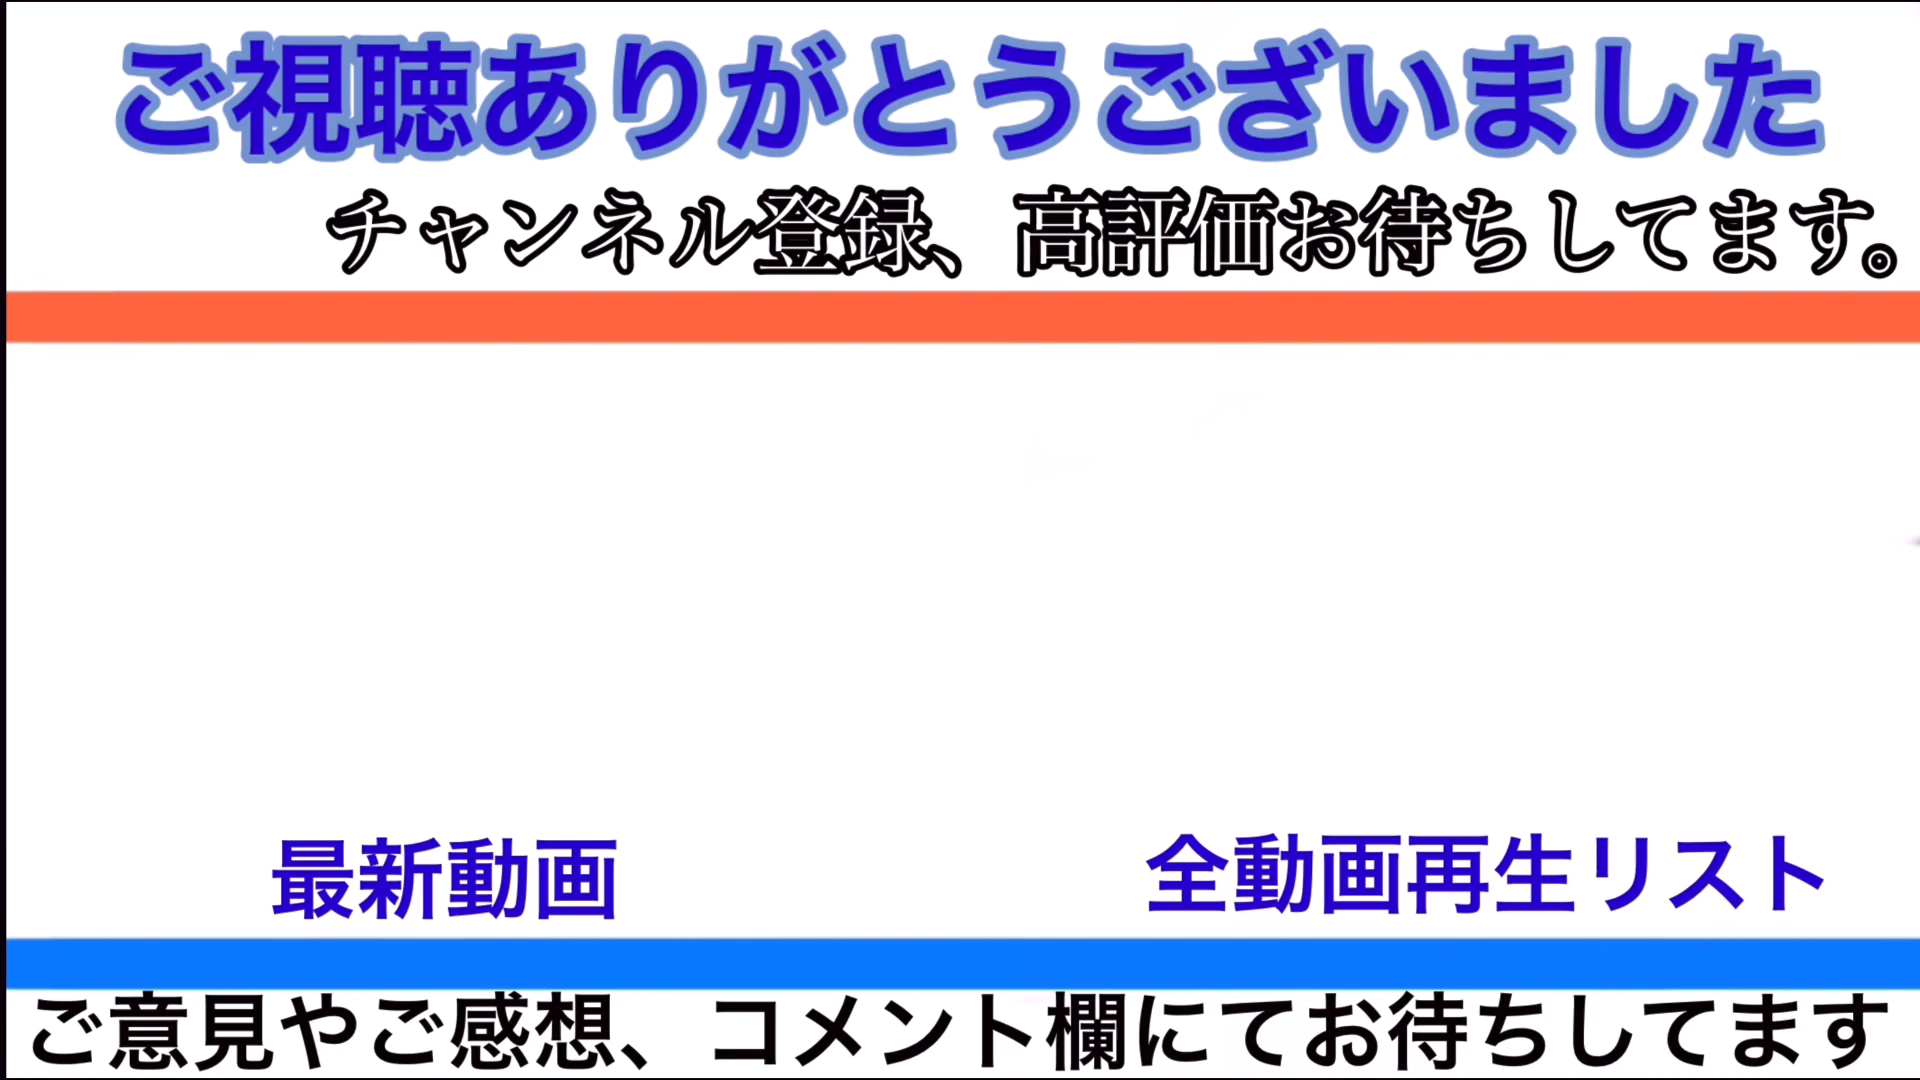 ご視聴ありがとうございました
チャンネル登録、高評価お待ちしてます。
最新動画
全動画再生リスト
ご意見やご感想、コメント欄にてお待ちしてます